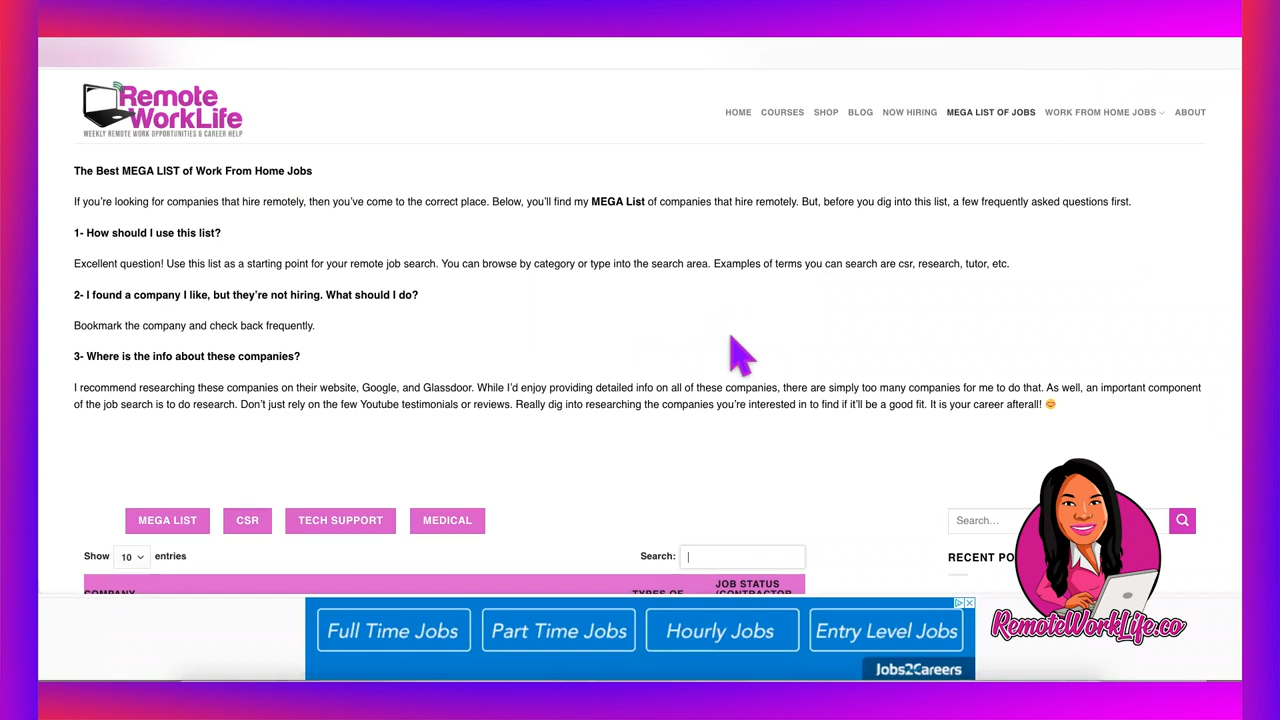 Remote
WorkLife
WEEKLY REMOTE WORK OPPORTUNITIES & CAREER HELP
HOME COURSES SHOP BLOG NOW HIRING MEGA LIST OF JOBS WORK FROM HOME JOBS ABOUT
The Best MEGA LIST of Work From Home Jobs
If you're looking for companies that hire remotely, then you've come to the correct place. Below, you'll find my MEGA List of companies that hire remotely. But, before you dig into this list, a few frequently asked questions first.
1- How should I use this list?
Excellent question! Use this list as a starting point for your remote job search. You can browse by category or type into the search area. Examples of terms you can search are csr, research, tutor, etc.
2- I found a company I like, but they're not hiring. What should I do?
Bookmark the company and check back frequently.
3- Where is the info about these companies?
I recommend researching these companies on their website, Google, and Glassdoor. While I'd enjoy providing detailed info on all of these companies, there are simply too many companies for me to do that. As well, an important component
of the job search is to do research. Don't just rely on the few Youtube testimonials or reviews. Really dig into researching the companies you're interested in to find if it'll be a good fit. It is your career afterall! 😊
MEGA LIST CSR TECH SUPPORT MEDICAL
Search...
Show 10 entries Search:
RECENT PO
JOB STATUS
COMPANY TYPES OF (CONTRACTOR
Full Time Jobs Part Time Jobs Hourly Jobs Entry Level Jobs
Jobs2Careers
RemoteWorkLife.co